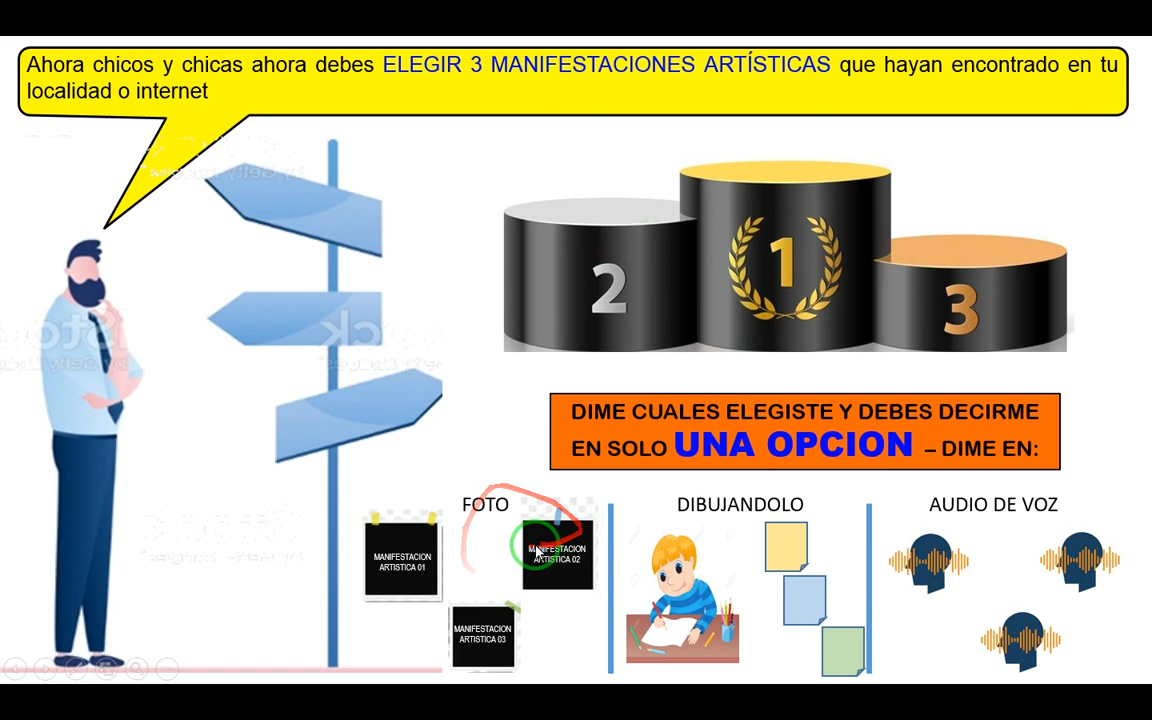 Ahora chicos y chicas ahora debes ELEGIR 3 MANIFESTACIONES ARTÍSTICAS que hayan encontrado en tu
localidad o internet
2
1
3
DIME CUALES ELEGISTE Y DEBES DECIRME
EN SOLO UNA OPCION – DIME EN:
FOTO
MANIFESTACION
ARTISTICA 01
MANIFESTACION
ARTISTICA 02
MANIFESTACION
ARTISTICA 03
DIBUJANDOLO
AUDIO DE VOZ